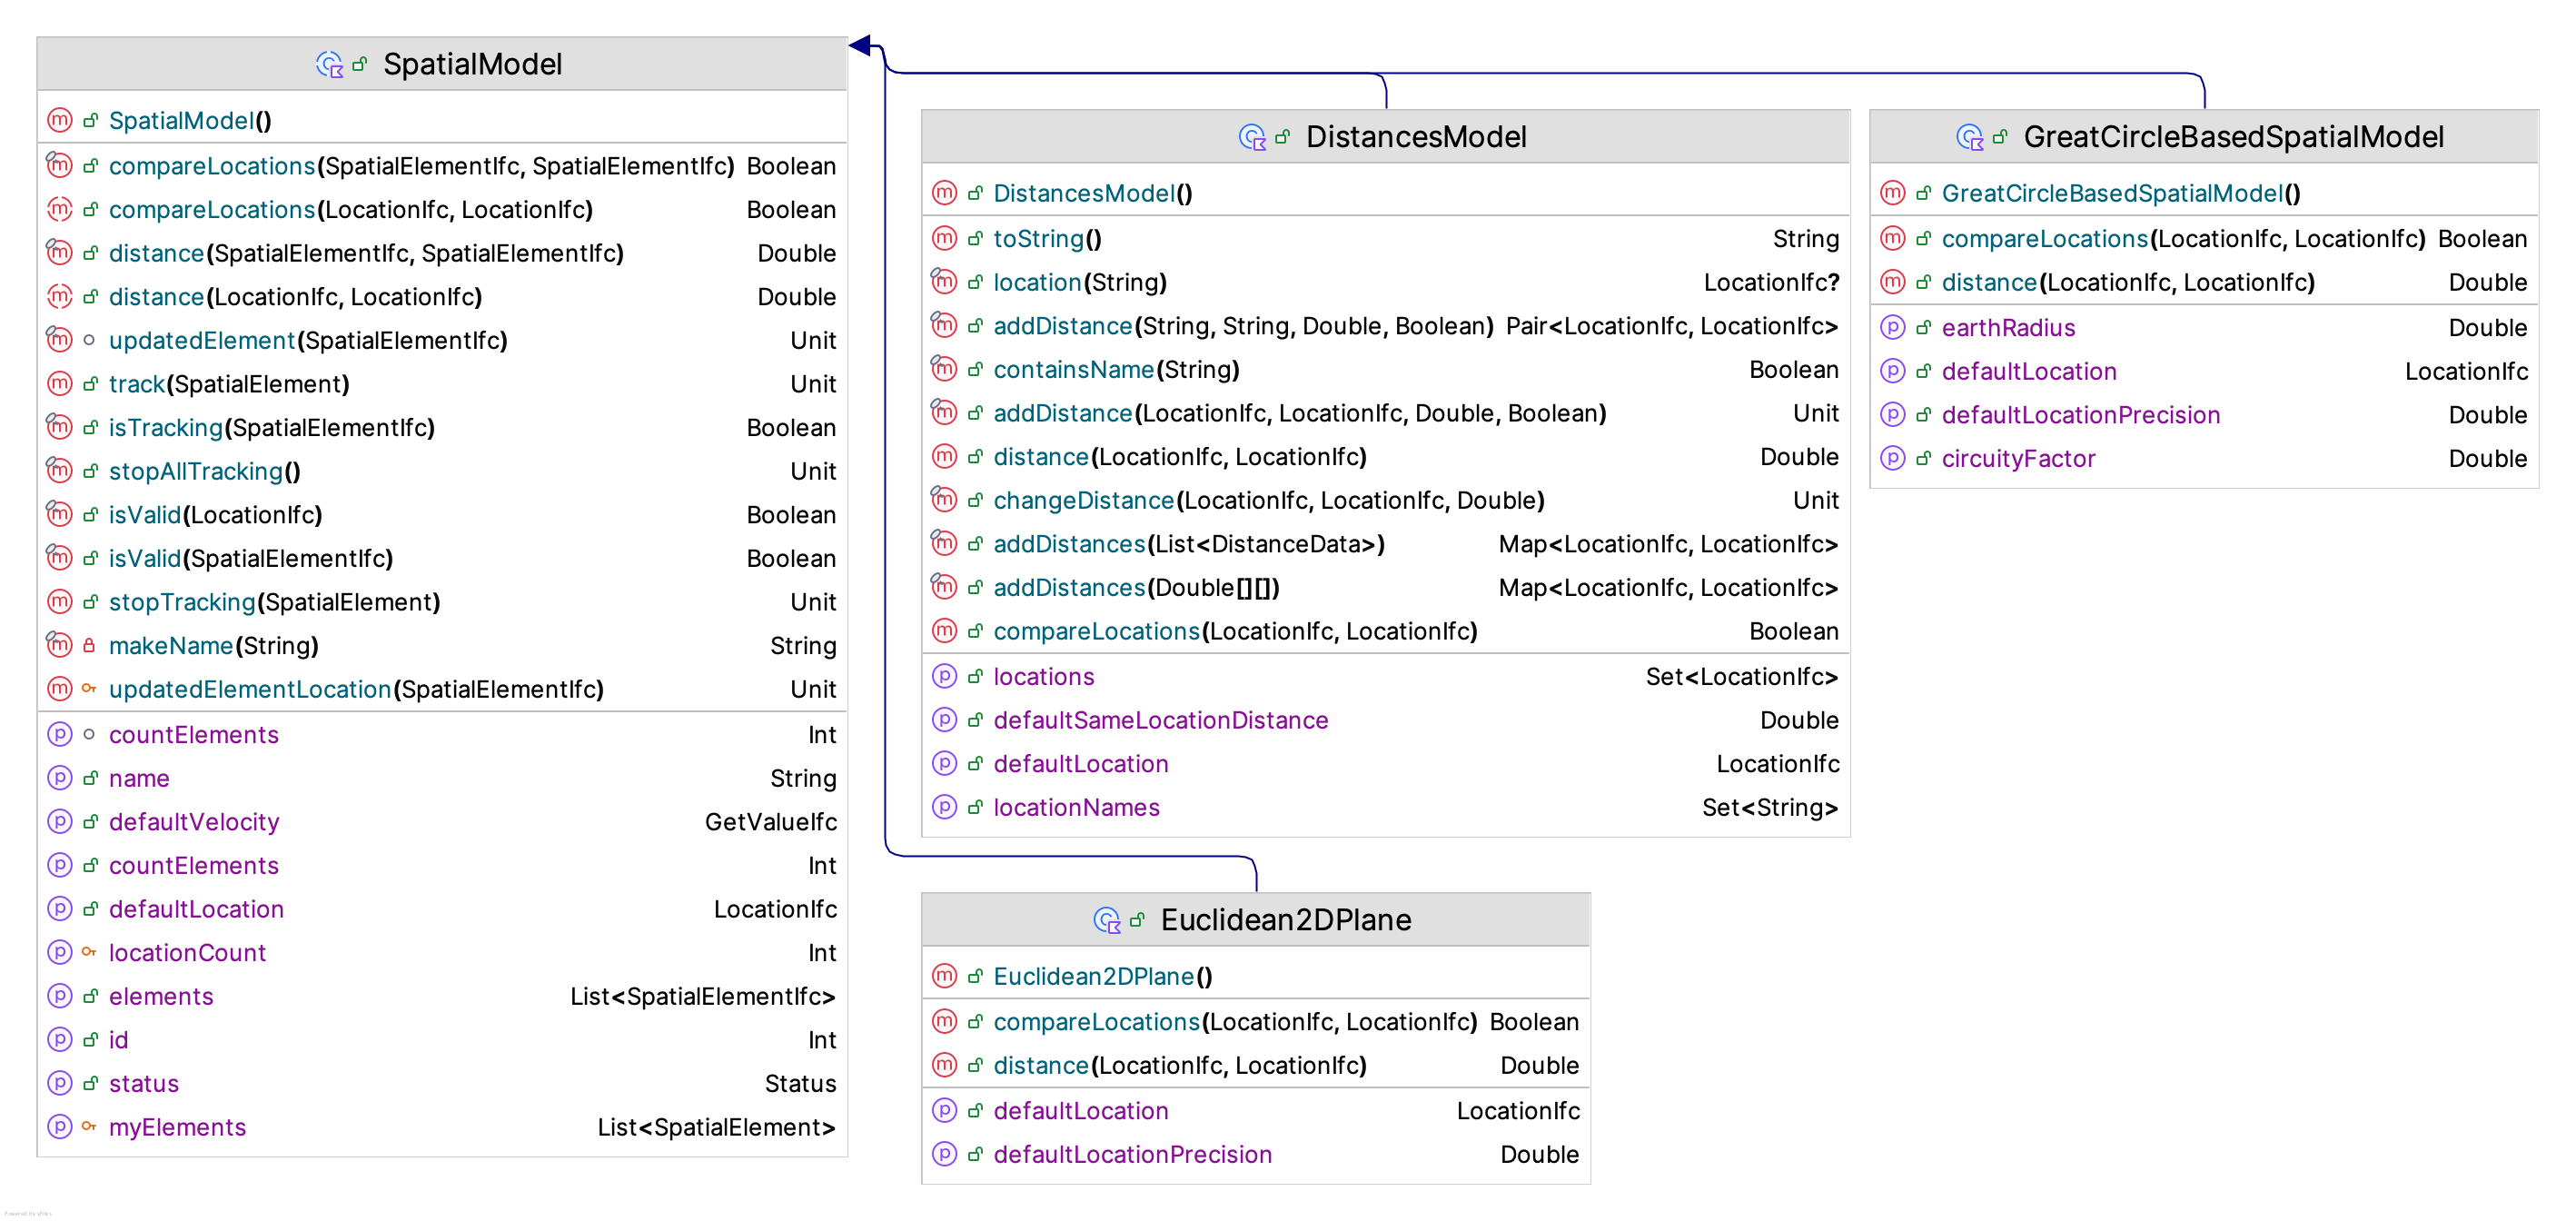 SpatialModel
SpatialModel()
compareLocations(SpatialElementIfc, SpatialElementIfc) Boolean
compareLocations(LocationIfc, LocationIfc) Boolean
distance(SpatialElementIfc, SpatialElementIfc) Double
distance(LocationIfc, LocationIfc) Double
updatedElement(SpatialElementIfc) Unit
track(SpatialElement) Unit
isTracking(SpatialElementIfc) Boolean
stopAllTracking() Unit
isValid(LocationIfc) Boolean
isValid(SpatialElementIfc) Boolean
stopTracking(SpatialElement) Unit
makeName(String) String
updatedElementLocation(SpatialElementIfc) Unit
countElements Int
name String
defaultVelocity GetValueIfc
countElements Int
defaultLocation LocationIfc
locationCount Int
elements List<SpatialElementIfc>
id Int
status Status
myElements List<SpatialElement>
DistancesModel
DistancesModel()
toString() String
location(String) LocationIfc?
addDistance(String, String, Double, Boolean) Pair<LocationIfc, LocationIfc>
containsName(String) Boolean
addDistance(LocationIfc, LocationIfc, Double, Boolean) Unit
distance(LocationIfc, LocationIfc) Double
changeDistance(LocationIfc, LocationIfc, Double) Unit
addDistances(List<DistanceData>) Map<LocationIfc, LocationIfc>
addDistances(Double[][]) Map<LocationIfc, LocationIfc>
compareLocations(LocationIfc, LocationIfc) Boolean
locations Set<LocationIfc>
defaultSameLocationDistance Double
defaultLocation LocationIfc
locationNames Set<String>
GreatCircleBasedSpatialModel
GreatCircleBasedSpatialModel()
compareLocations(LocationIfc, LocationIfc) Boolean
distance(LocationIfc, LocationIfc) Double
earthRadius Double
defaultLocation LocationIfc
defaultLocationPrecision Double
circuityFactor Double
Euclidean2DPlane
Euclidean2DPlane()
compareLocations(LocationIfc, LocationIfc) Boolean
distance(LocationIfc, LocationIfc) Double
defaultLocation LocationIfc
defaultLocationPrecision Double
Powered by yFiles